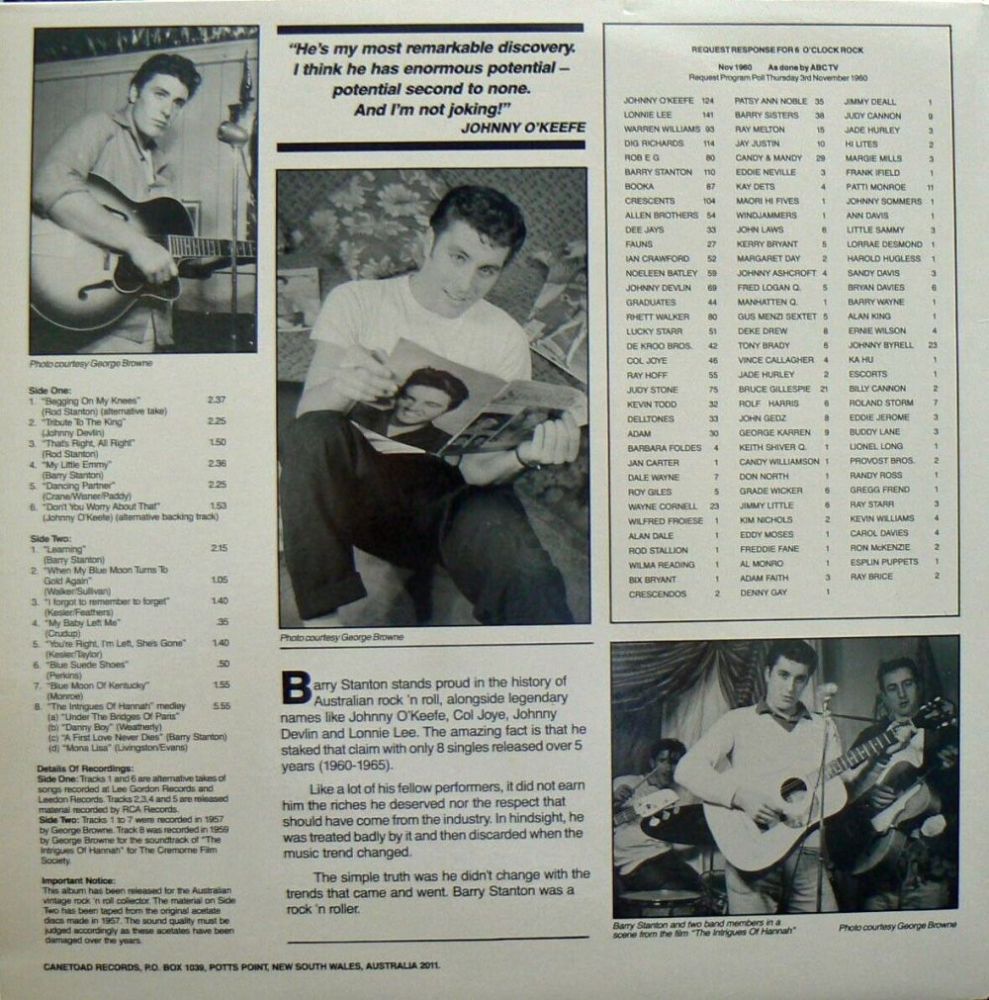 "He's my most remarkable discovery.
I think he has enormous potential –
potential second to none.
And I'm not joking!"
JOHNNY O'KEEFE
Photo courtesy George Browne
Side One:
1. "Begging On My Knees" 2.37
(Rod Stanton) (alternative take)
2. "Tribute To The King" 2.25
(Johnny Devlin)
3. "That's Right, All Right" 1.50
(Rod Stanton)
4. "My Little Emmy" 2.36
(Barry Stanton)
5. "Dancing Partner" 2.25
(Crane/Wisner/Paddy)
6. "Don't You Worry About That" 1.53
(Johnny O'Keefe) (alternative backing track)
Side Two:
1. "Learning" 2.15
(Barry Stanton)
2. "When My Blue Moon Turns To
Gold Again" 1.05
(Walker/Sullivan)
3. "I forgot to remember to forget" 1.40
(Kesler/Feathers)
4. "My Baby Left Me" .35
(Crudup)
5. "You're Right, I'm Left, She's Gone" 1.40
(Kesler/Taylor)
6. "Blue Suede Shoes" .50
(Perkins)
7. "Blue Moon Of Kentucky" 1.55
(Monroe)
8. "The Intrigues Of Hannah" medley 5.55
(a) "Under The Bridges Of Paris"
(b) "Danny Boy" (Weatherly)
(c) "A First Love Never Dies" (Barry Stanton)
(d) "Mona Lisa" (Livingston/Evans)
Details Of Recordings:
Side One: Tracks 1 and 6 are alternative takes of
songs recorded at Lee Gordon Records and
Leedon Records. Tracks 2,3,4 and 5 are released
material recorded by RCA Records.
Side Two: Tracks 1 to 7 were recorded in 1957
by George Browne. Track 8 was recorded in 1959
by George Browne for the soundtrack of "The
Intrigues Of Hannah" for The Cremorne Film
Society.
Important Notice:
This album has been released for the Australian
vintage rock 'n roll collector. The material on Side
Two has been taped from the original acetate
discs made in 1957. The sound quality must be
judged accordingly as these acetates have been
damaged over the years.
Photo courtesy George Browne
Barry Stanton stands proud in the history of
Australian rock 'n roll, alongside legendary
names like Johnny O'Keefe, Col Joye, Johnny
Devlin and Lonnie Lee. The amazing fact is that he
staked that claim with only 8 singles released over 5
years (1960-1965).
Like a lot of his fellow performers, it did not earn
him the riches he deserved nor the respect that
should have come from the industry. In hindsight, he
was treated badly by it and then discarded when the
music trend changed.
The simple truth was he didn't change with the
trends that came and went. Barry Stanton was a
rock 'n roller.
REQUEST RESPONSE FOR 6 O'CLOCK ROCK
Nov 1960 As done by ABC TV
Request Program Poll Thursday 3rd November 1960
JOHNNY O'KEEFE 124 PATSY ANN NOBLE 35 JIMMY DEALL 1
LONNIE LEE 141 BARRY SISTERS 38 JUDY CANNON 9
WARREN WILLIAMS 93 RAY MELTON 15 JADE HURLEY 3
DIG RICHARDS 114 JAY JUSTIN 10 HI LITES 2
ROB E G 80 CANDY & MANDY 29 MARGIE MILLS 3
BARRY STANTON 110 EDDIE NEVILLE 3 FRANK IFIELD 1
BOOKA 87 KAY DETS 4 PATTI MONROE 11
CRESCENTS 104 MAORI HI FIVES 1 JOHNNY SOMMERS 1
ALLEN BROTHERS 54 WINDJAMMERS 1 ANN DAVIS 1
DEE JAYS 33 JOHN LAWS 6 LITTLE SAMMY 3
FAUNS 27 KERRY BRYANT 5 LORRAE DESMOND 1
IAN CRAWFORD 52 MARGARET DAY 2 HAROLD HUGLESS 1
NOELEEN BATLEY 59 JOHNNY ASHCROFT 4 SANDY DAVIS 3
JOHNNY DEVLIN 69 FRED LOGAN Q. 5 BRYAN DAVIES 6
GRADUATES 44 MANHATTEN Q. 1 BARRY WAYNE 1
RHETT WALKER 80 GUS MENZI SEXTET 5 ALAN KING 1
LUCKY STARR 51 DEKE DREW 8 ERNIE WILSON 4
DE KROO BROS. 42 TONY BRADY 6 JOHNNY BYRELL 23
COL JOYE 46 VINCE CALLAGHER 4 KA HU 1
RAY HOFF 55 JADE HURLEY 2 ESCORTS 1
JUDY STONE 75 BRUCE GILLESPIE 21 BILLY CANNON 2
KEVIN TODD 32 ROLF HARRIS 6 ROLAND STORM 7
DELLTONES 33 JOHN GEDZ 8 EDDIE JEROME 3
ADAM 30 GEORGE KARREN 9 BUDDY LANE 3
BARBARA FOLDES 4 KEITH SHIVER Q. 1 LIONEL LONG 1
JAN CARTER 1 CANDY WILLIAMSON 1 PROVOST BROS. 2
DALE WAYNE 7 DON NORTH 1 RANDY ROSS 1
ROY GILES 5 GRADE WICKER 6 GREGG FREND 1
WAYNE CORNELL 23 JIMMY LITTLE 6 RAY STARR 3
WILFRED FROIESE 1 KIM NICHOLS 2 KEVIN WILLIAMS 4
ALAN DALE 1 EDDY MOSES 1 CAROL DAVIES 4
ROD STALLION 1 FREDDIE FANE 1 RON McKENZIE 2
WILMA READING 1 AL MONRO 1 ESPLIN PUPPETS 1
BIX BRYANT 1 ADAM FAITH 3 RAY BRICE 2
CRESCENDOS 2 DENNY GAY 1
Barry Stanton and two band members in a
scene from the film "The Intrigues Of Hannah"
Photo courtesy George Browne
CANETOAD RECORDS, P.O. BOX 1039, POTTS POINT, NEW SOUTH WALES, AUSTRALIA 2011.